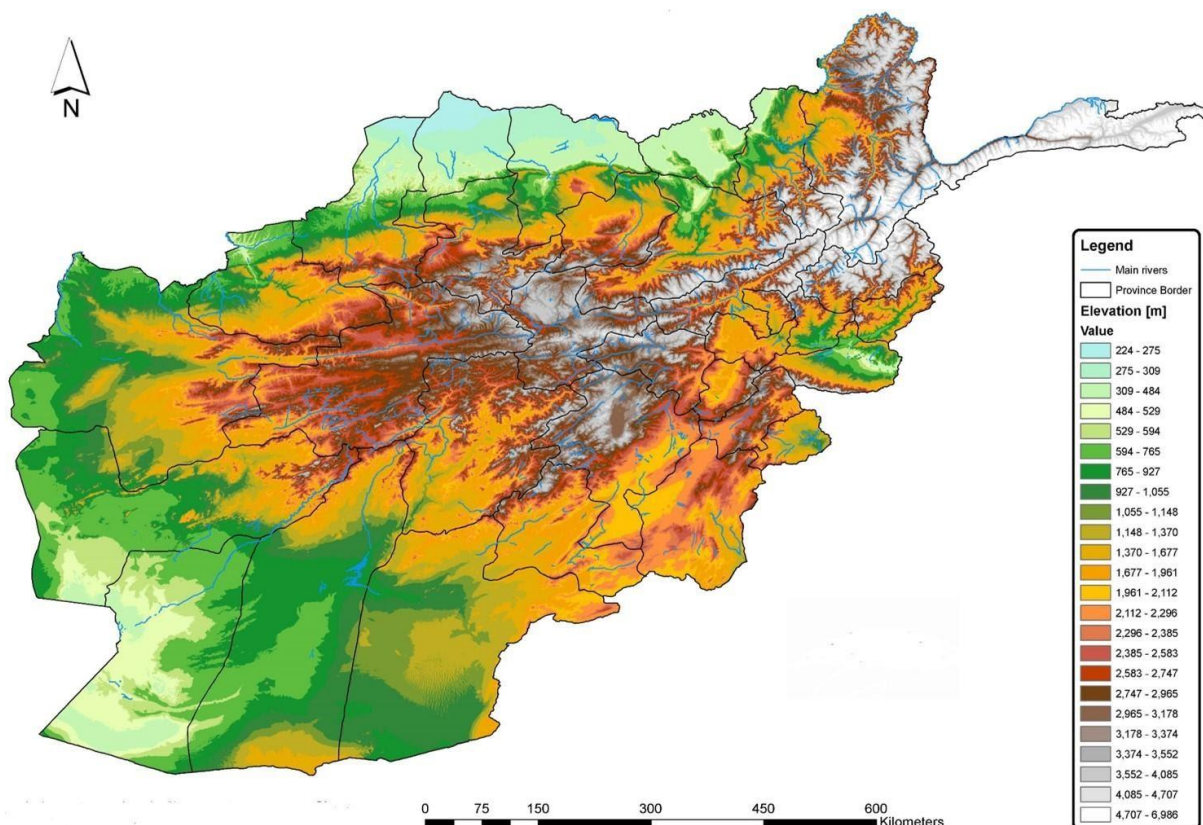 N
Legend
Main rivers
Province Border
Elevation [m]
Value
224 - 275
275 - 309
309 - 484
484 - 529
529 - 594
594 - 765
765 - 927
927 - 1,055
1,055 - 1,148
1,148 - 1,370
1,370 - 1,677
1,677 - 1,961
1,961 - 2,112
2,112 - 2,296
2,296 - 2,385
2,385 - 2,583
2,583 - 2,747
2,747 - 2,965
2,965 - 3,178
3,178 - 3,374
3,374 - 3,552
3,552 - 4,085
4,085 - 4,707
4,707 - 6,986
0 75 150 300 450 600
Kilometers